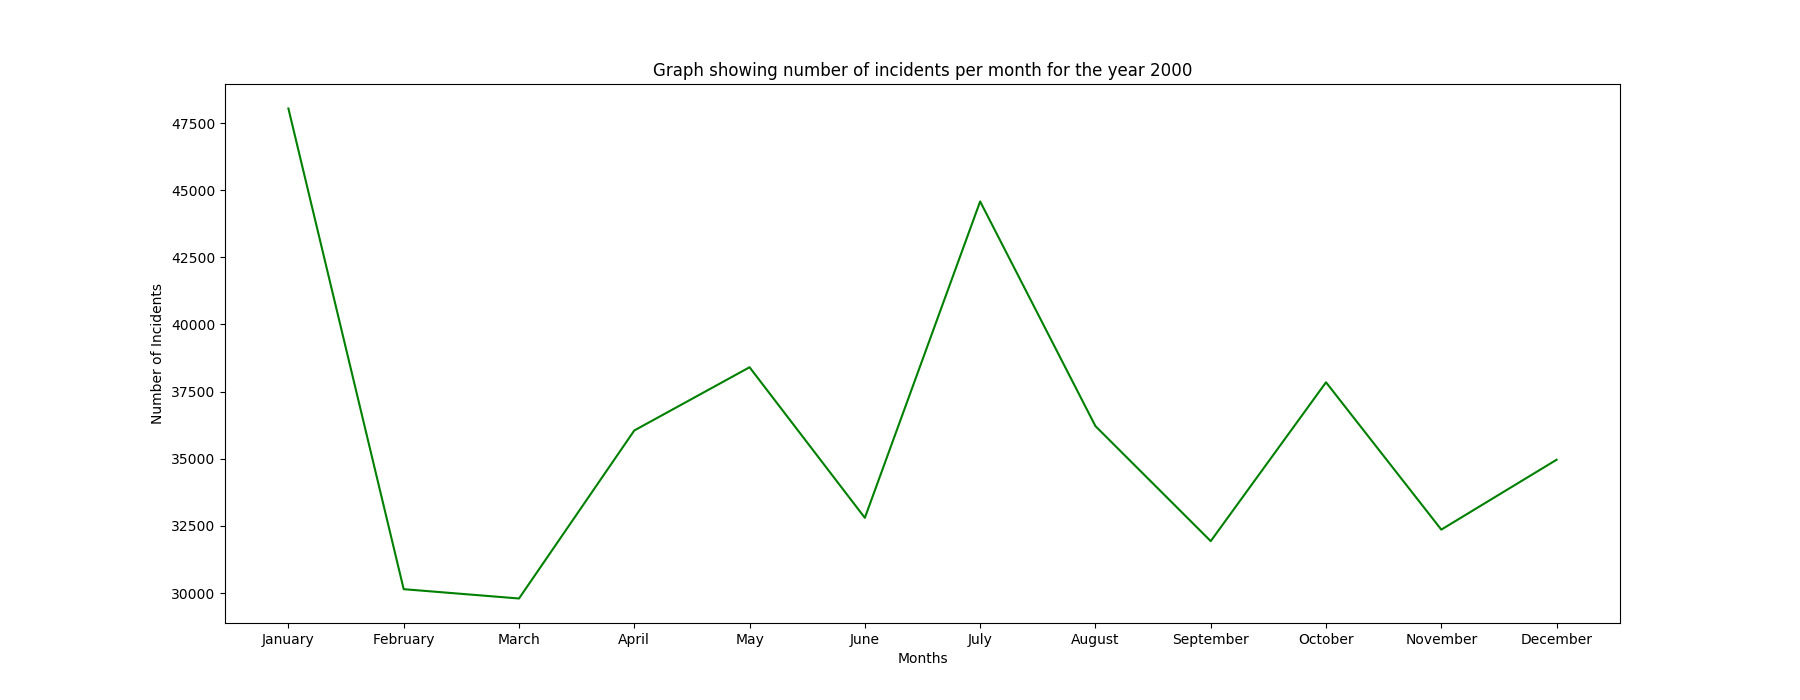 Graph showing number of incidents per month for the year 2000
47500
45000
42500
40000
37500
35000
32500
30000
Number of Incidents
January February March April May June July August September October November December
Months